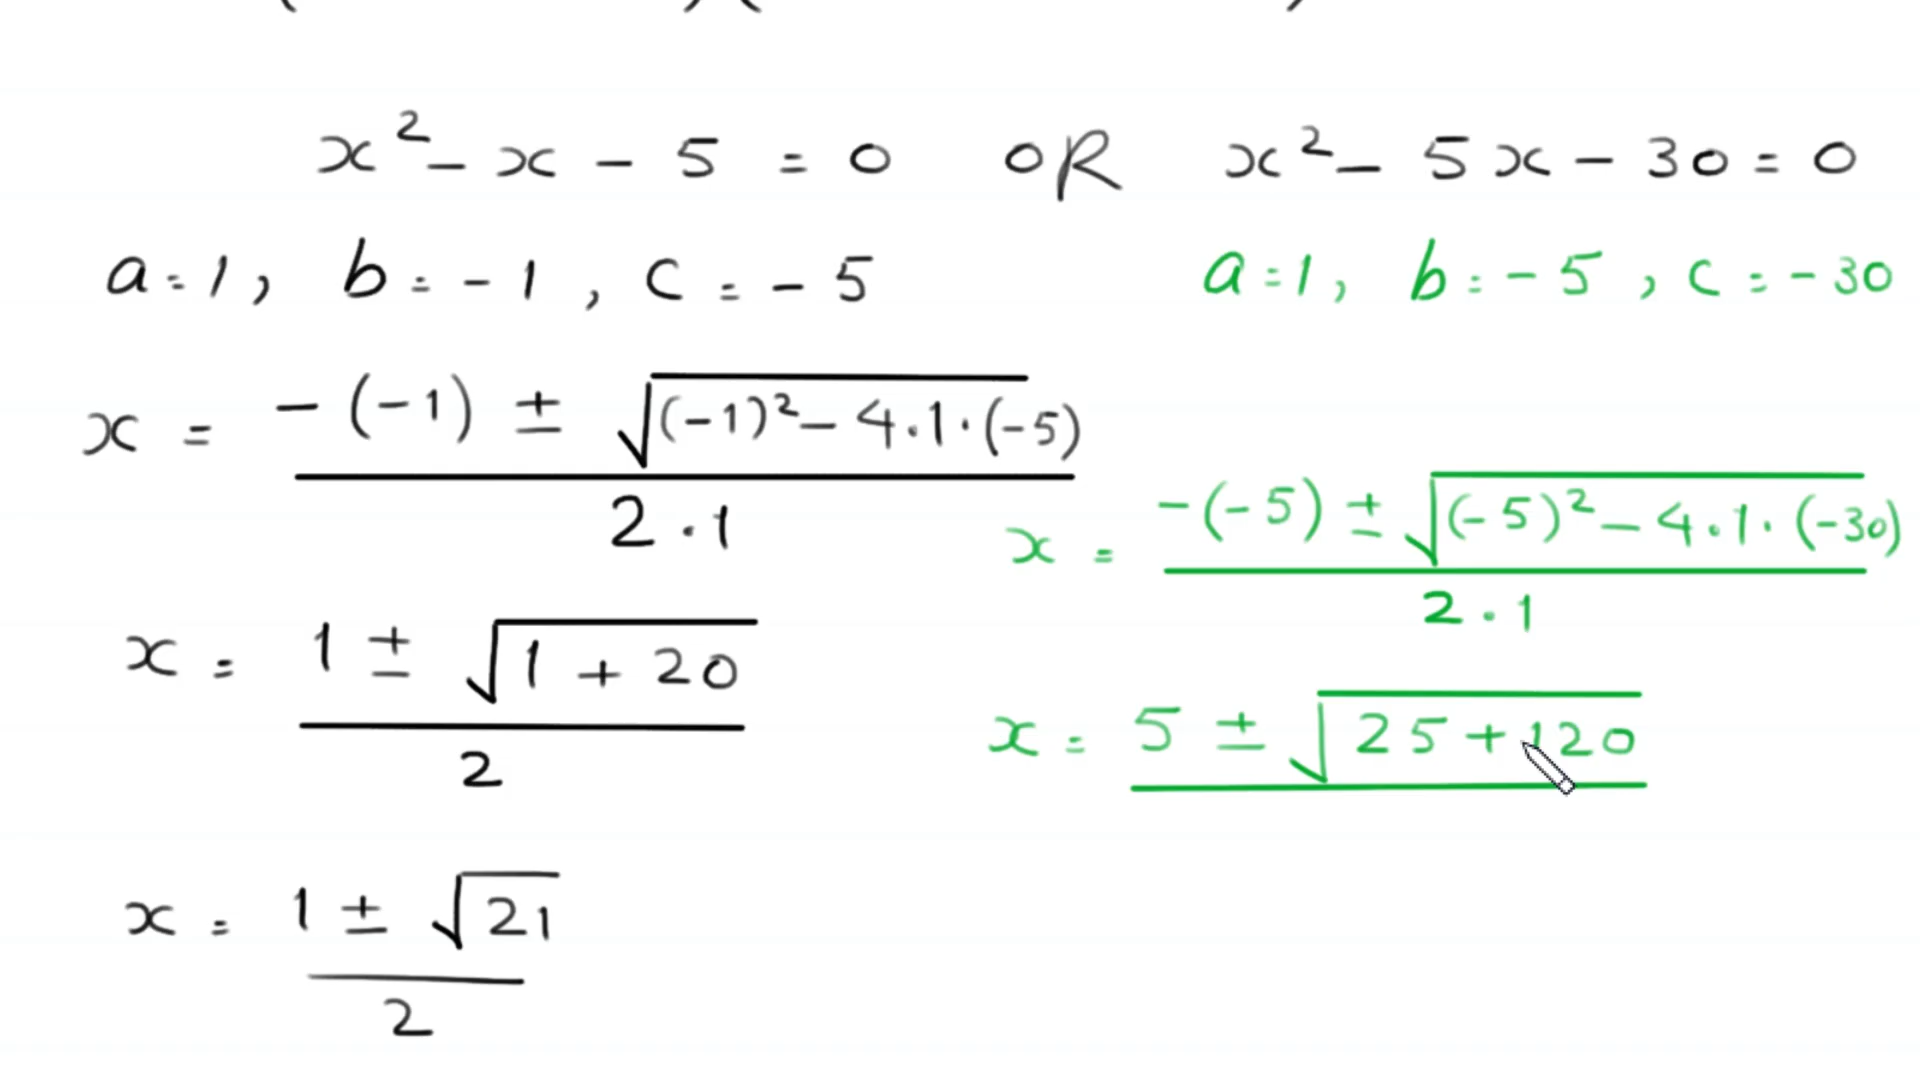 x² - x - 5 = 0 OR x² - 5x - 30 = 0
a = 1, b = -1, c = -5
a = 1, b = -5, c = -30
x = -(-1) ± √(-1)² - 4.1.(-5)
2.1
x = -(-5) ± √(-5)² - 4.1.(-30)
2.1
x = 1 ± √1 + 20
2
x = 5 ± √25 + 120
x = 1 ± √21
2